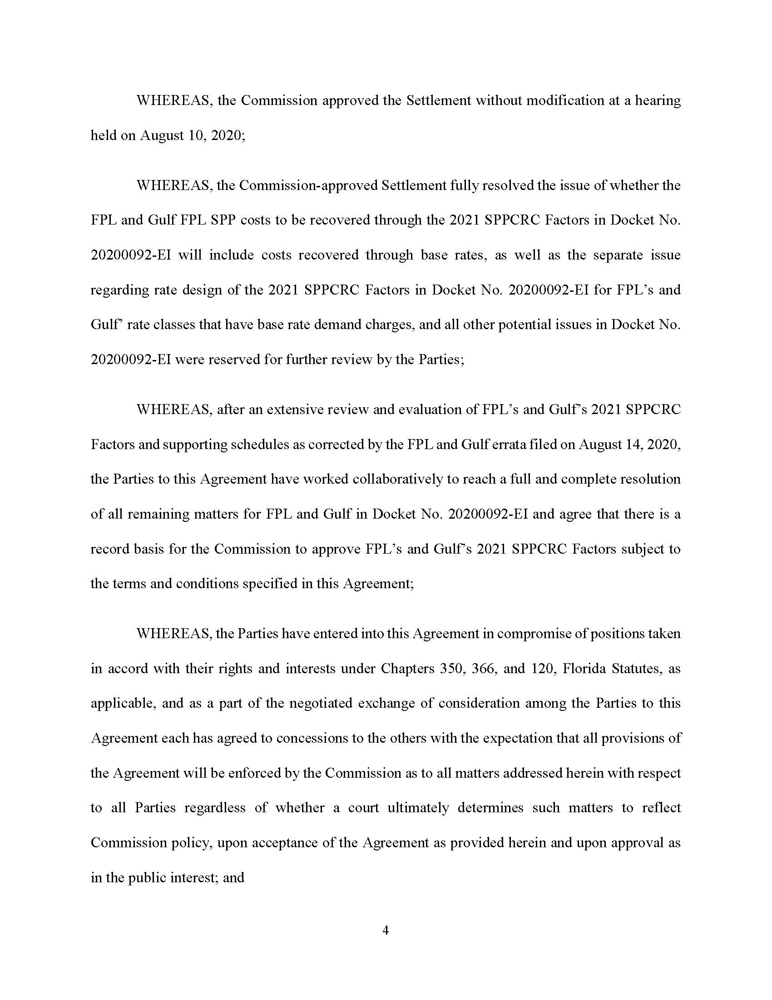 WHEREAS, the Commission approved the Settlement without modification at a hearing
held on August 10, 2020;
WHEREAS, the Commission-approved Settlement fully resolved the issue of whether the
FPL and Gulf FPL SPP costs to be recovered through the 2021 SPPCRC Factors in Docket No.
20200092-EI will include costs recovered through base rates, as well as the separate issue
regarding rate design of the 2021 SPPCRC Factors in Docket No. 20200092-EI for FPL’s and
Gulf’ rate classes that have base rate demand charges, and all other potential issues in Docket No.
20200092-EI were reserved for further review by the Parties;
WHEREAS, after an extensive review and evaluation of FPL’s and Gulf’s 2021 SPPCRC
Factors and supporting schedules as corrected by the FPL and Gulf errata filed on August 14, 2020,
the Parties to this Agreement have worked collaboratively to reach a full and complete resolution
of all remaining matters for FPL and Gulf in Docket No. 20200092-EI and agree that there is a
record basis for the Commission to approve FPL’s and Gulf’s 2021 SPPCRC Factors subject to
the terms and conditions specified in this Agreement;
WHEREAS, the Parties have entered into this Agreement in compromise of positions taken
in accord with their rights and interests under Chapters 350, 366, and 120, Florida Statutes, as
applicable, and as a part of the negotiated exchange of consideration among the Parties to this
Agreement each has agreed to concessions to the others with the expectation that all provisions of
the Agreement will be enforced by the Commission as to all matters addressed herein with respect
to all Parties regardless of whether a court ultimately determines such matters to reflect
Commission policy, upon acceptance of the Agreement as provided herein and upon approval as
in the public interest; and
4